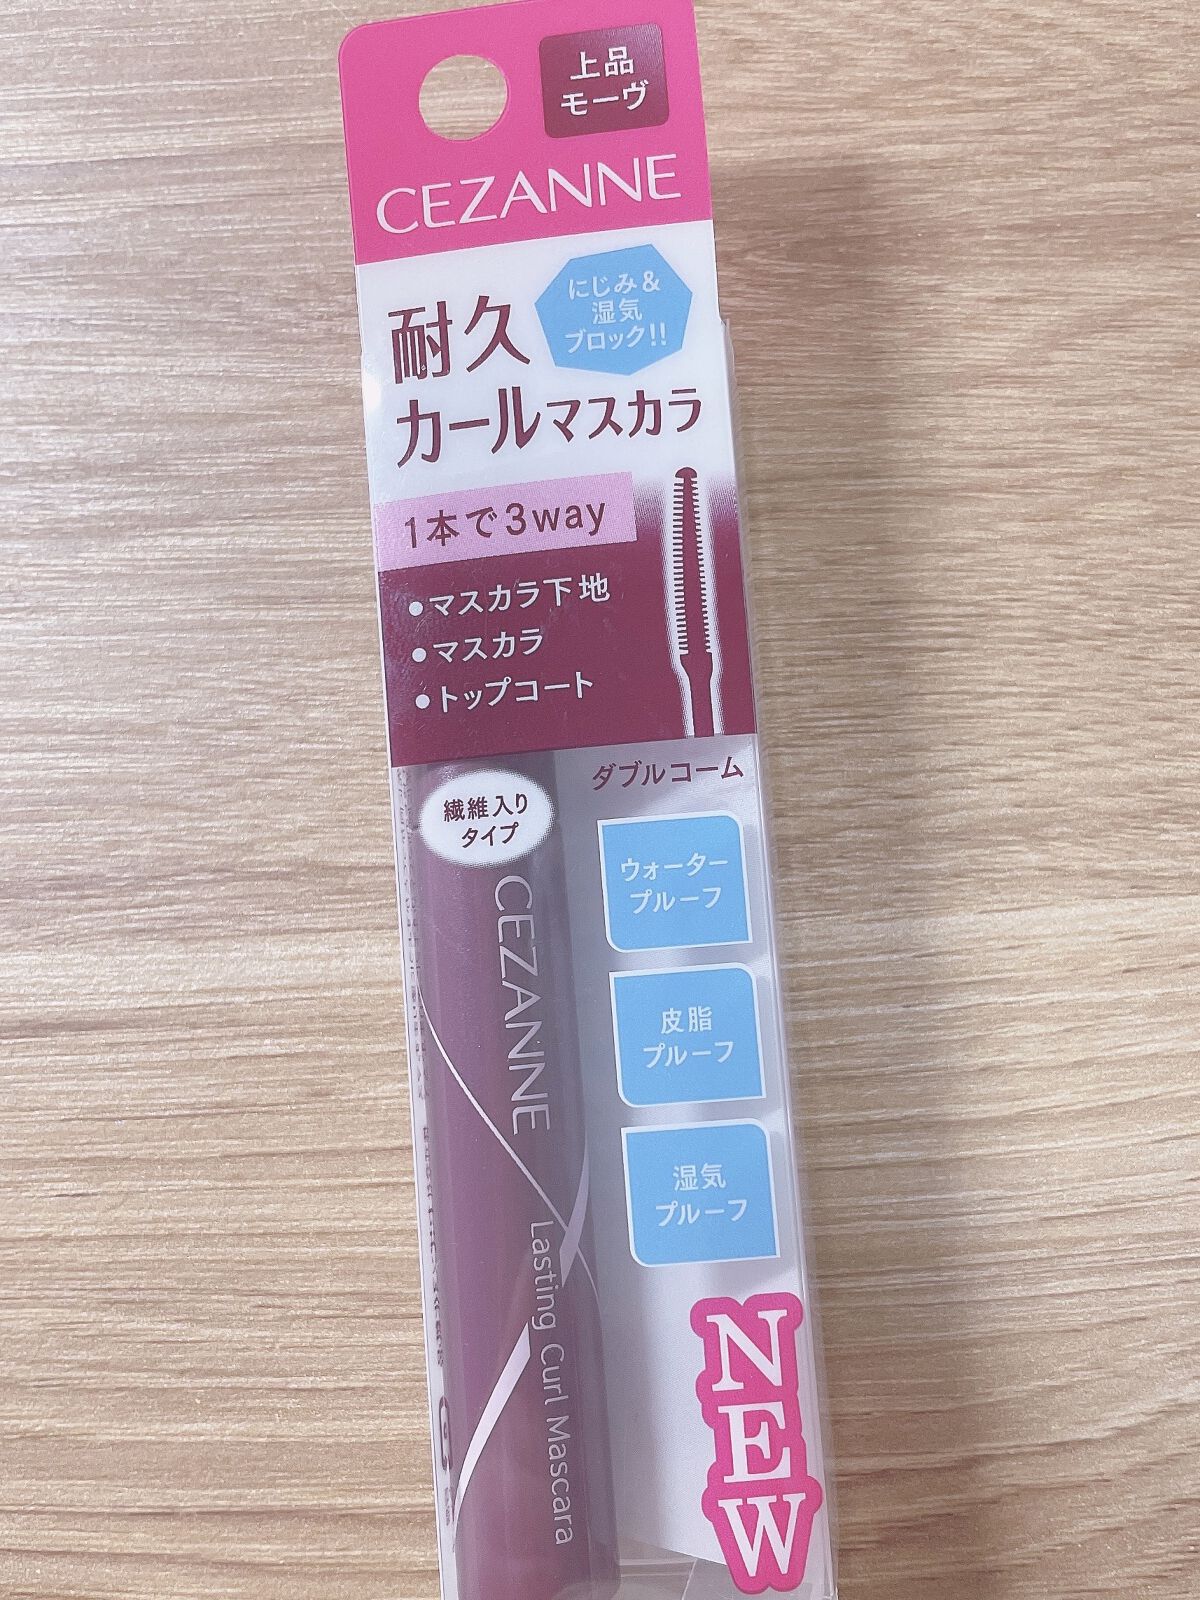 上品
モーヴ
CEZANNE
にじみ&
湿気
ブロック!!
耐久
カールマスカラ
1本で3way
●マスカラ下地
●マスカラ
●トップコート
ダブルコーム
繊維入り
タイプ
ウォーター
プルーフ
皮脂
プルーフ
湿気
プルーフ
CEZANNE
Lasting Curl Mascara
NEW